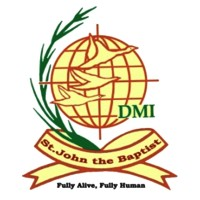 DMI
St.John the Baptist
Fully Alive, Fully Human